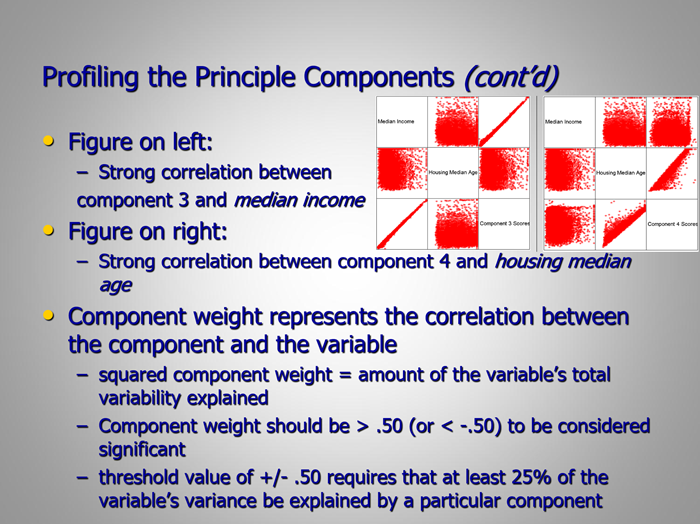 Profiling the Principle Components (cont'd)
Median Income
Housing Median Age
Component 3 Scores
Median Income
Housing Median Age
Component 4 Scores
• Figure on left:
– Strong correlation between
component 3 and median income
• Figure on right:
– Strong correlation between component 4 and housing median
age
• Component weight represents the correlation between
the component and the variable
– squared component weight = amount of the variable's total
variability explained
– Component weight should be > .50 (or < -.50) to be considered
significant
– threshold value of +/- .50 requires that at least 25% of the
variable's variance be explained by a particular component